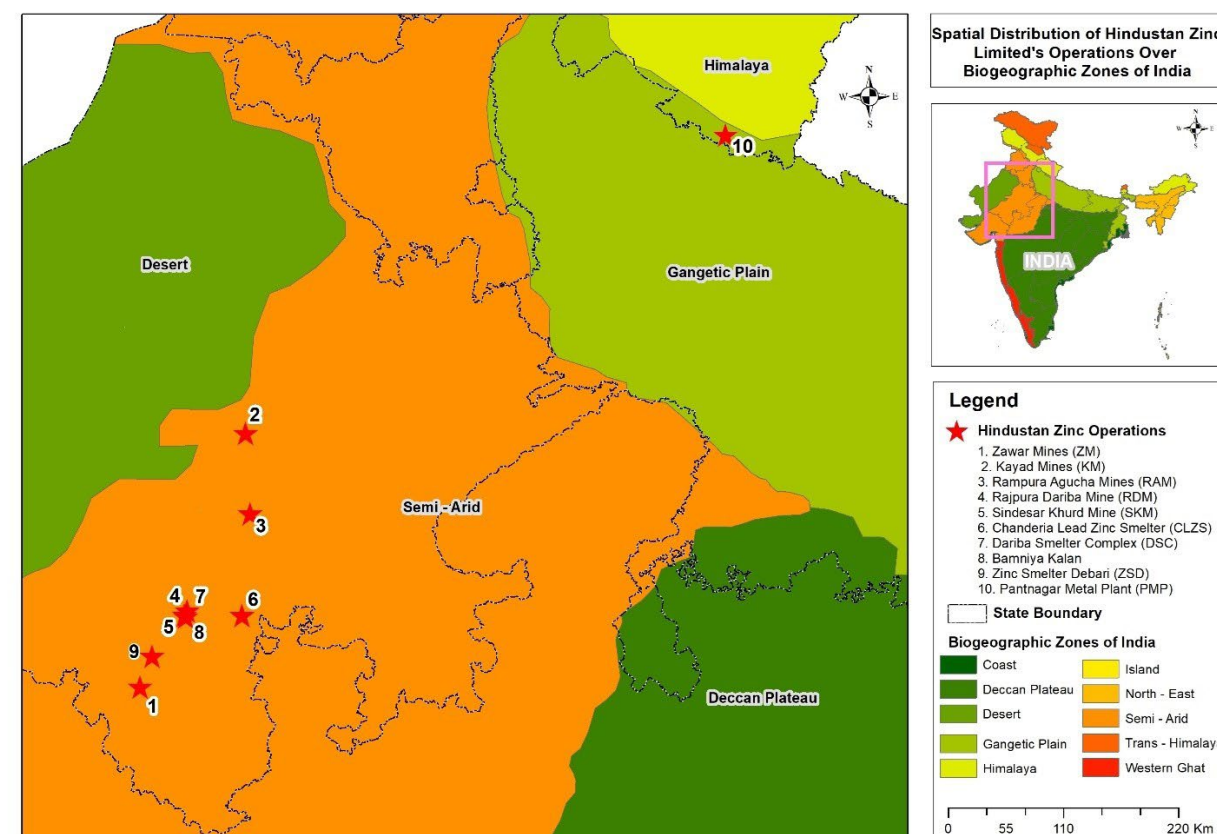 Himalaya
N
W E
S
10
Desert
Gangetic Plain
2
Semi - Arid
3
4 7
6
5 8
9
1
Deccan Plateau
Spatial Distribution of Hindustan Zinc
Limited's Operations Over
Biogeographic Zones of India
N
W E
S
INDIA
Legend
Hindustan Zinc Operations
1. Zawar Mines (ZM)
2. Kayad Mines (KM)
3. Rampura Agucha Mines (RAM)
4. Rajpura Dariba Mine (RDM)
5. Sindesar Khurd Mine (SKM)
6. Chanderia Lead Zinc Smelter (CLZS)
7. Dariba Smelter Complex (DSC)
8. Bamniya Kalan
9. Zinc Smelter Debari (ZSD)
10. Pantnagar Metal Plant (PMP)
State Boundary
Biogeographic Zones of India
Coast
Deccan Plateau
Desert
Gangetic Plain
Himalaya
Island
North - East
Semi - Arid
Trans - Himalay
Western Ghat
0 55 110 220 Km